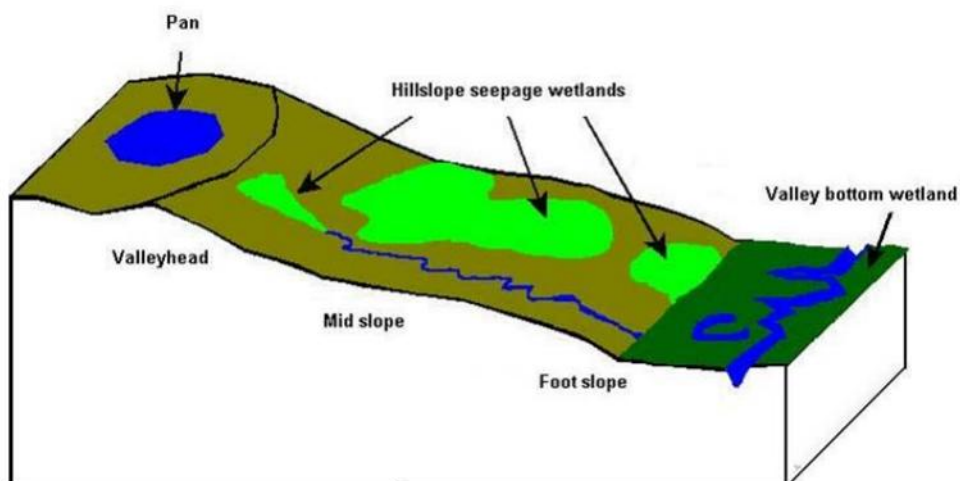 Pan
Hillslope seepage wetlands
Valley bottom wetland
Valleyhead
Mid slope
Foot slope